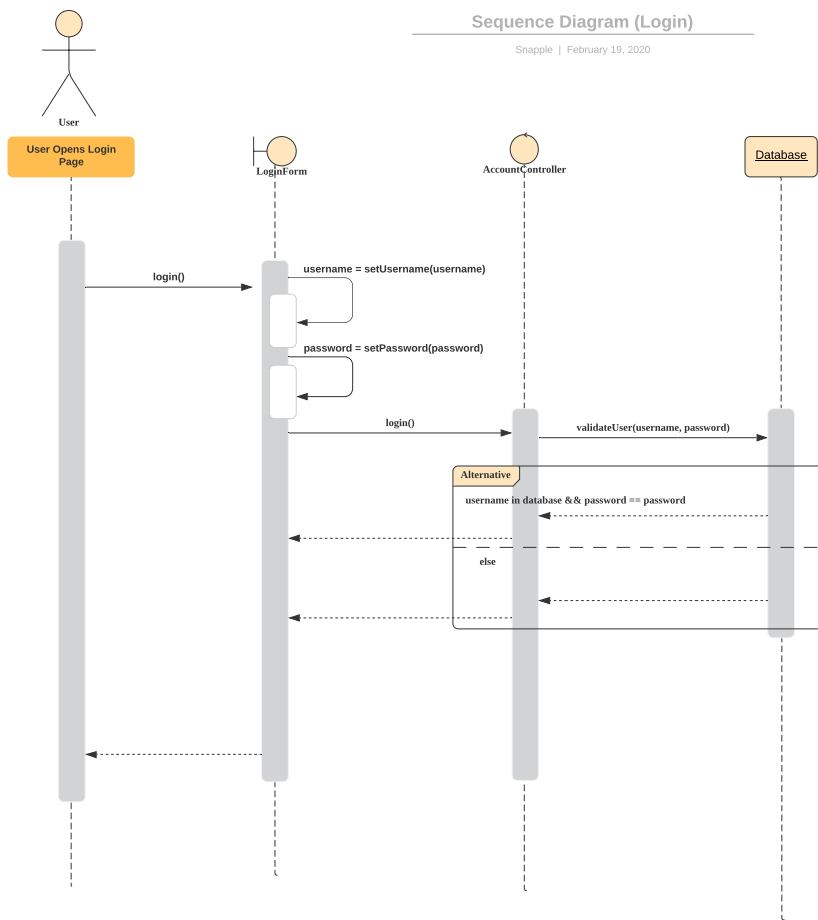 Sequence Diagram (Login)
Snapple | February 19, 2020
User
User Opens Login
Page
LoginForm
AccountController
Database
username = setUsername(username)
login()
password = setPassword(password)
login()
validateUser(username, password)
Alternative
username in database && password == password
else